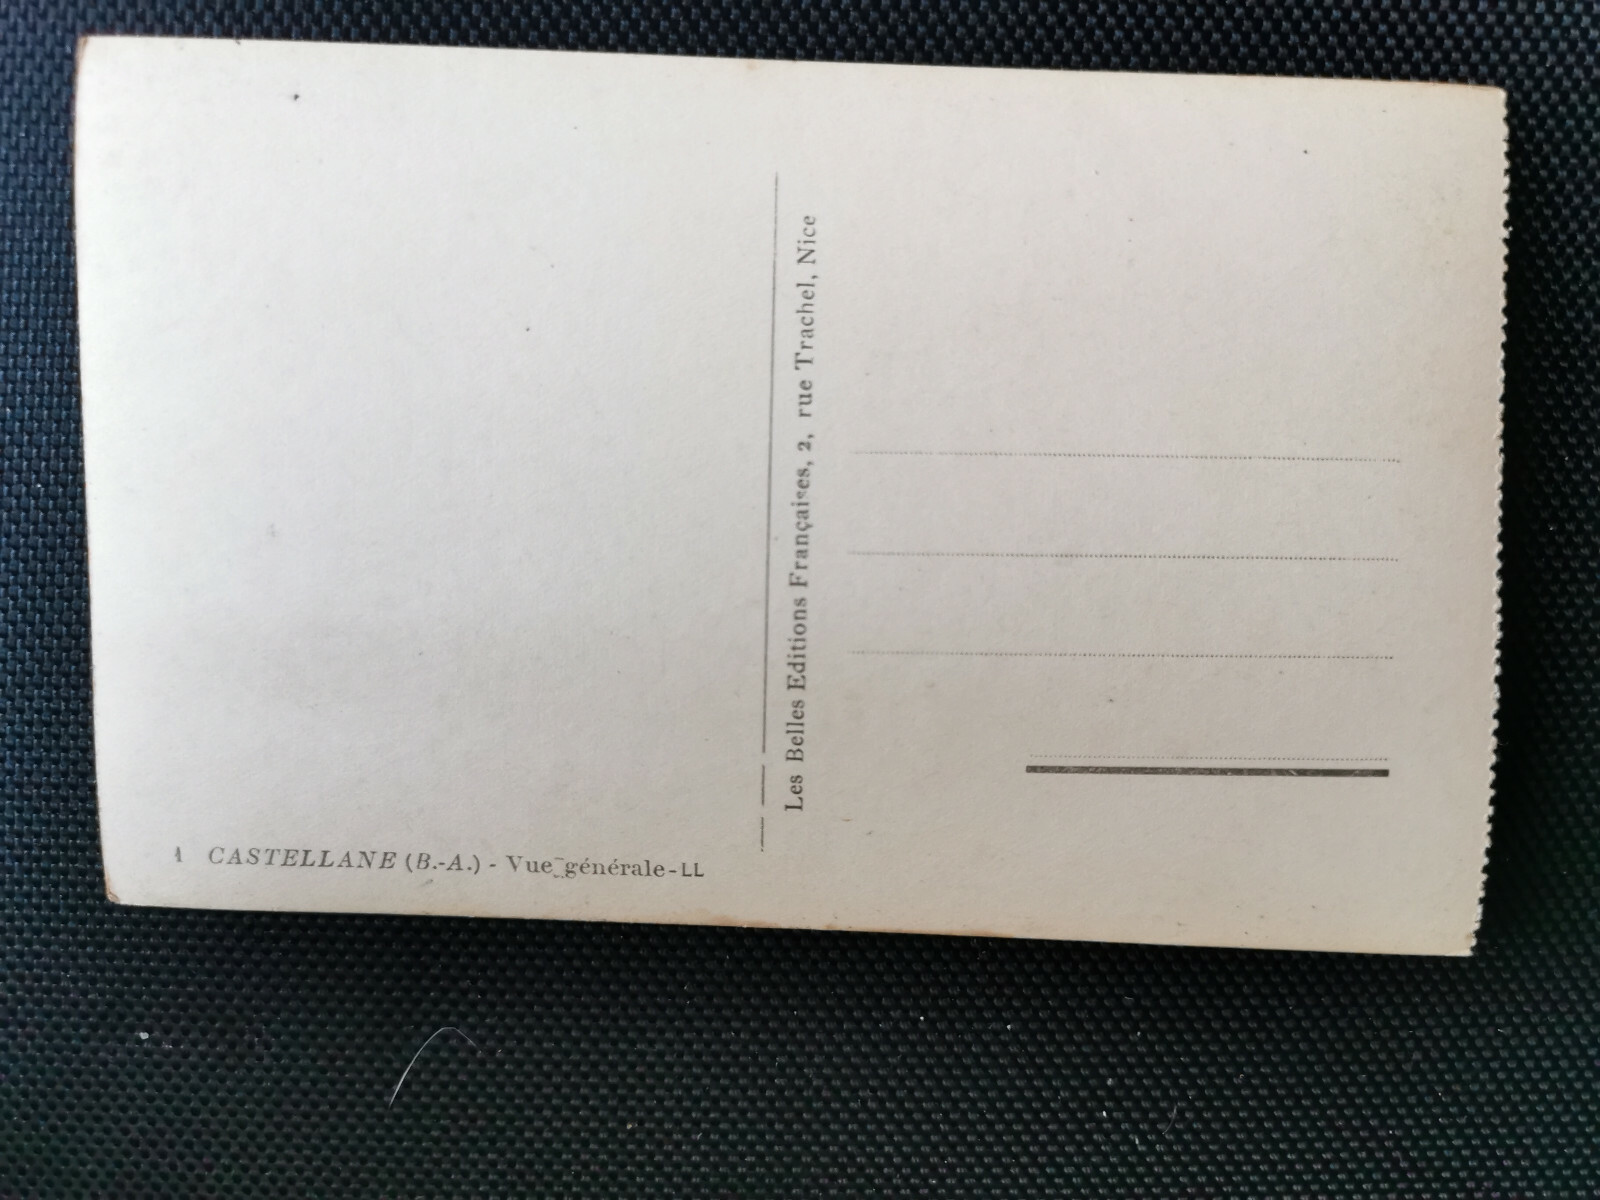 Les Belles Editions Françaises, 2, rue Trachel, Nice
1 CASTELLANE (B.-A.) - Vue générale - LL